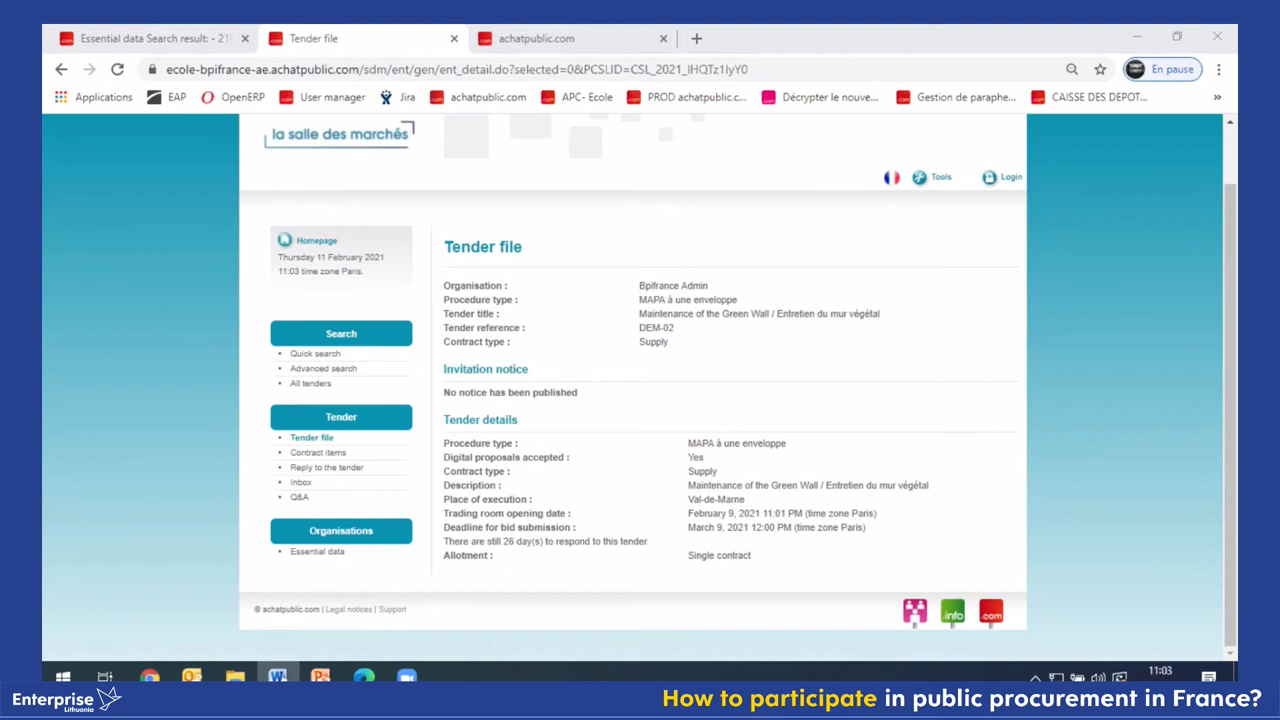 Essential data Search result: - 21
Tender file
achatpublic.com
ecole-bpifrance-ae.achatpublic.com/sdm/ent/gen/ent_detail.do?selected=0&PCSLID=CSL_2021_IHQTz1IyY0
En pause
Applications
EAP
OpenERP
User manager
Jira
achatpublic.com
APC- Ecole
PROD achatpublic.c...
Décrypter le nouve...
Gestion de paraphe...
CAISSE DES DEPOT...
»
la salle des marchés
Tools
Login
Homepage
Thursday 11 February 2021
11:03 time zone Paris.
Search
• Quick search
• Advanced search
• All tenders
Tender
• Tender file
• Contract items
• Reply to the tender
• Inbox
• Q&A
Organisations
• Essential data
Tender file
Organisation : Bpifrance Admin
Procedure type : MAPA à une enveloppe
Tender title : Maintenance of the Green Wall / Entretien du mur végétal
Tender reference : DEM-02
Contract type : Supply
Invitation notice
No notice has been published
Tender details
Procedure type : MAPA à une enveloppe
Digital proposals accepted : Yes
Contract type : Supply
Description : Maintenance of the Green Wall / Entretien du mur végétal
Place of execution : Val-de-Marne
Trading room opening date : February 9, 2021 11:01 PM (time zone Paris)
Deadline for bid submission : March 9, 2021 12:00 PM (time zone Paris)
There are still 26 day(s) to respond to this tender.
Allotment : Single contract
© achatpublic.com | Legal notices | Support
.info
.com
11:03
Enterprise
Lithuania
How to participate in public procurement in France?